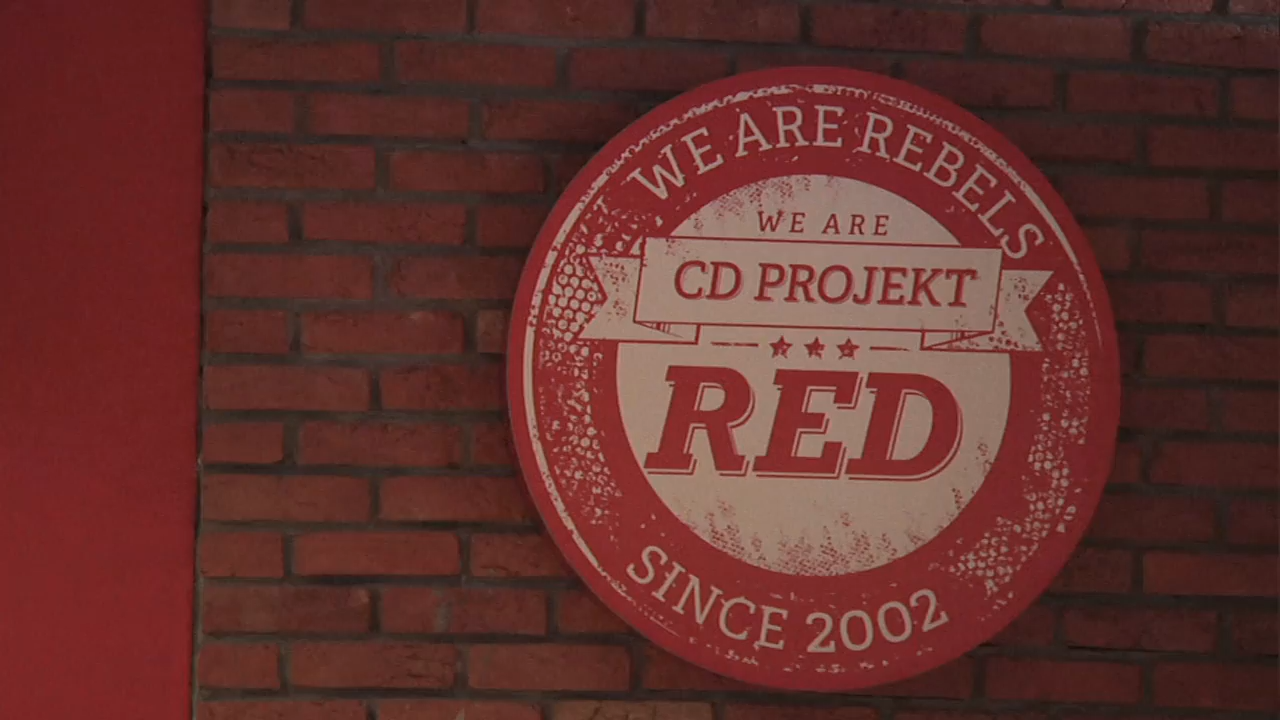 WE ARE REBELS
WE ARE
CD PROJEKT
RED
SINCE 2002